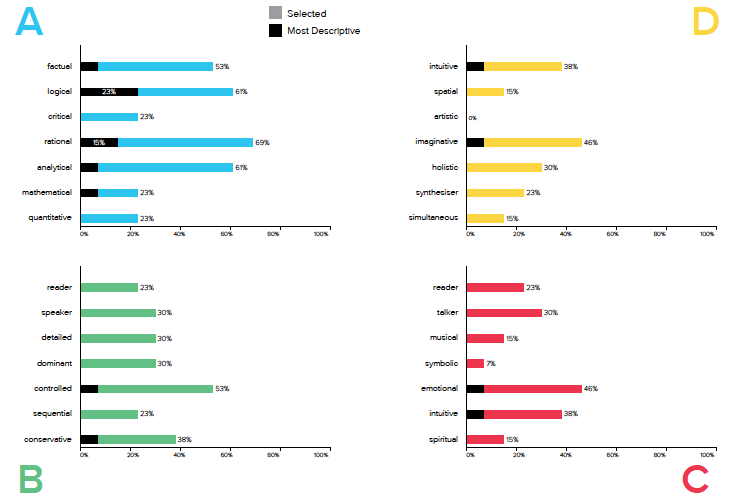 A
Selected
Most Descriptive
D
factual 53%
logical 23% 61%
critical 23%
rational 15% 69%
analytical 61%
mathematical 23%
quantitative 23%
0% 20% 40% 60% 80% 100%
intuitive 38%
spatial 15%
artistic 0%
imaginative 46%
holistic 30%
synthesiser 23%
simultaneous 15%
0% 20% 40% 60% 80% 100%
reader 23%
speaker 30%
detailed 30%
dominant 30%
controlled 53%
sequential 23%
conservative 38%
0% 20% 40% 60% 80% 100%
B
reader 23%
talker 30%
musical 15%
symbolic 7%
emotional 46%
intuitive 38%
spiritual 15%
0% 20% 40% 60% 80% 100%
C